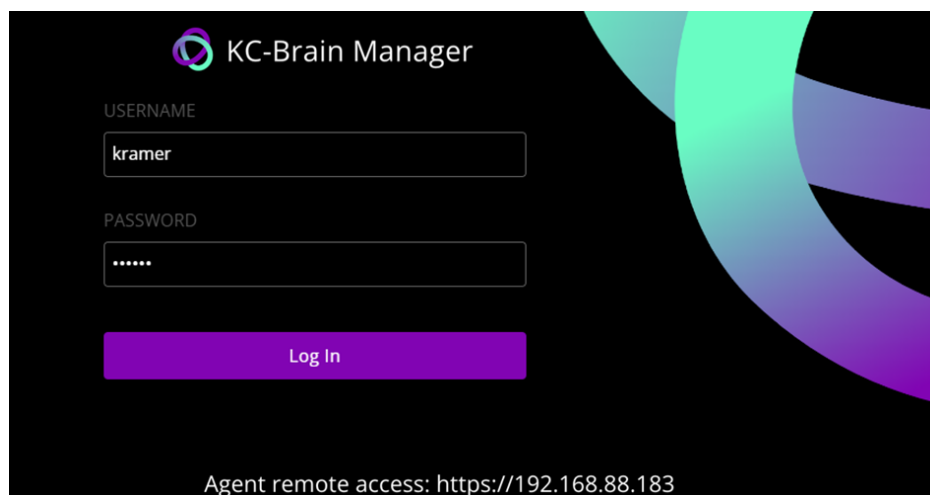 KC-Brain Manager
USERNAME
kramer
PASSWORD
••••••
Log In
Agent remote access: https://192.168.88.183